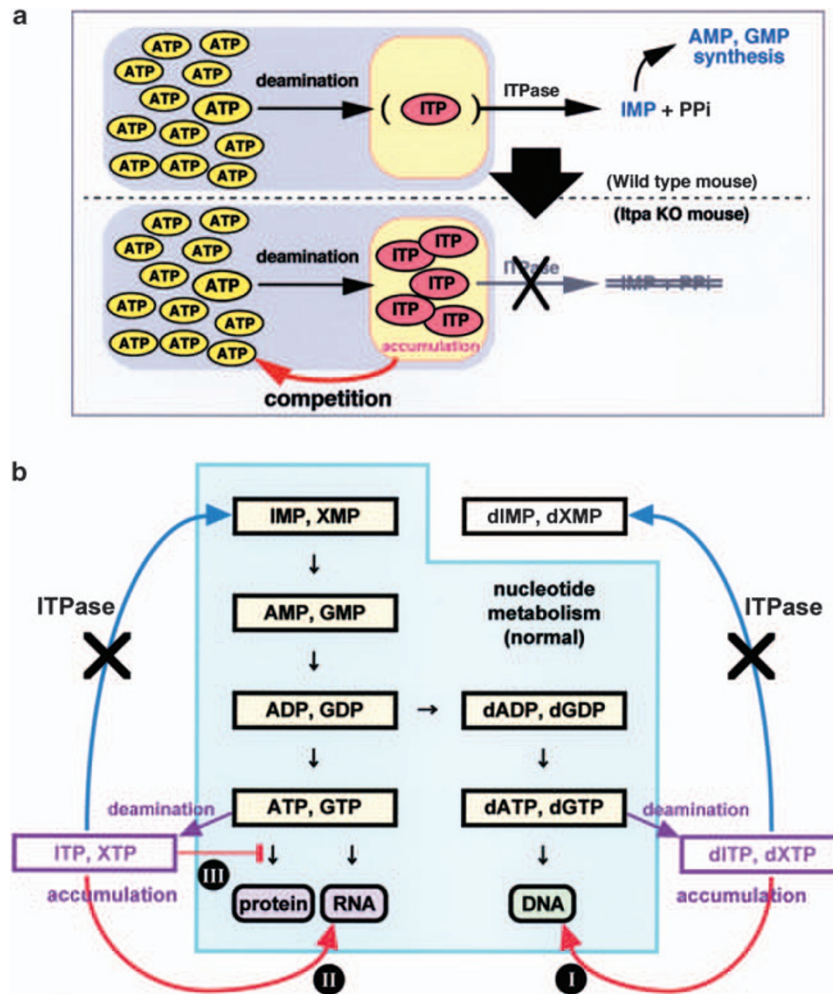 a
ATP ATP
ATP ATP
ATP ATP
ATP ATP ATP
ATP ATP ATP
deamination
( ITP )
ITPase
AMP, GMP
synthesis
IMP + PPi
(Wild type mouse)
(Itpa KO mouse)
ATP ATP
ATP ATP
ATP ATP
ATP ATP ATP
ATP ATP ATP
deamination
ITP ITP
ITP
ITP ITP
accumulation
ITPase
IMP + PPi
competition
b
IMP, XMP
dIMP, dXMP
ITPase
AMP, GMP
nucleotide
metabolism
(normal)
ITPase
ADP, GDP
dADP, dGDP
deamination
ATP, GTP
dATP, dGTP
deamination
ITP, XTP
dITP, dXTP
accumulation
III
protein
RNA
DNA
accumulation
II
I